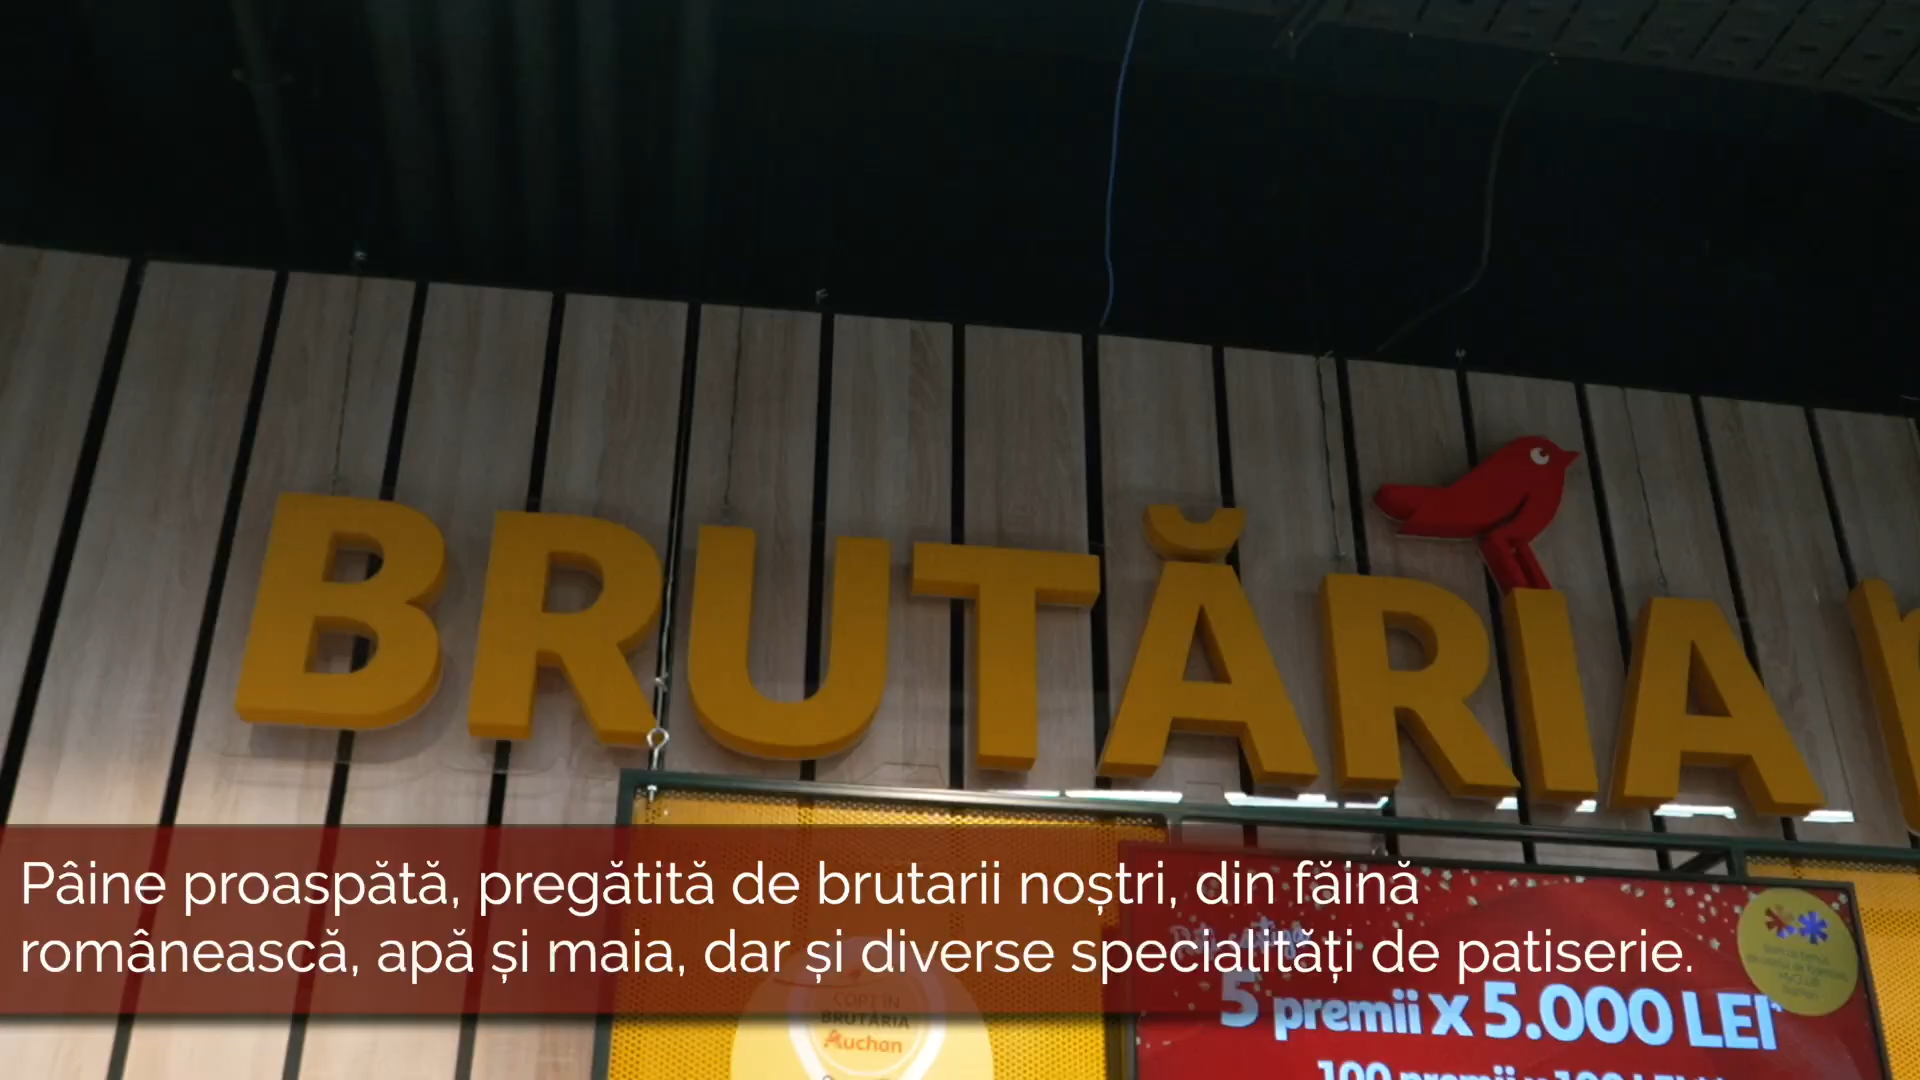 BRUTĂRIA
Pâine proaspătă, pregătită de brutarii noștri, din făină
românească, apă și maia, dar și diverse specialități de patiserie.
COPT ÎN
BRUTĂRIA
Auchan
5 premii x 5.000 LEI*